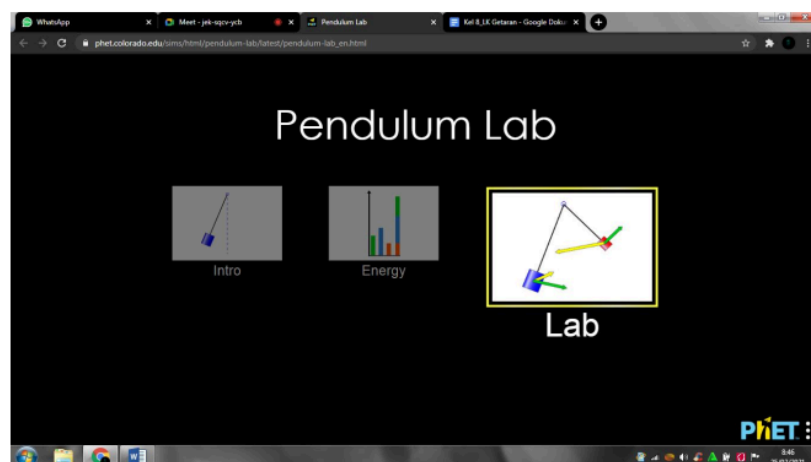 WhatsApp
Meet - jek-sqcv-ycb
Pendulum Lab
Kel 8_LK Getaran - Google Doku
phet.colorado.edu/sims/html/pendulum-lab/latest/pendulum-lab_en.html
Pendulum Lab
Intro
Energy
Lab
PhET
8:46